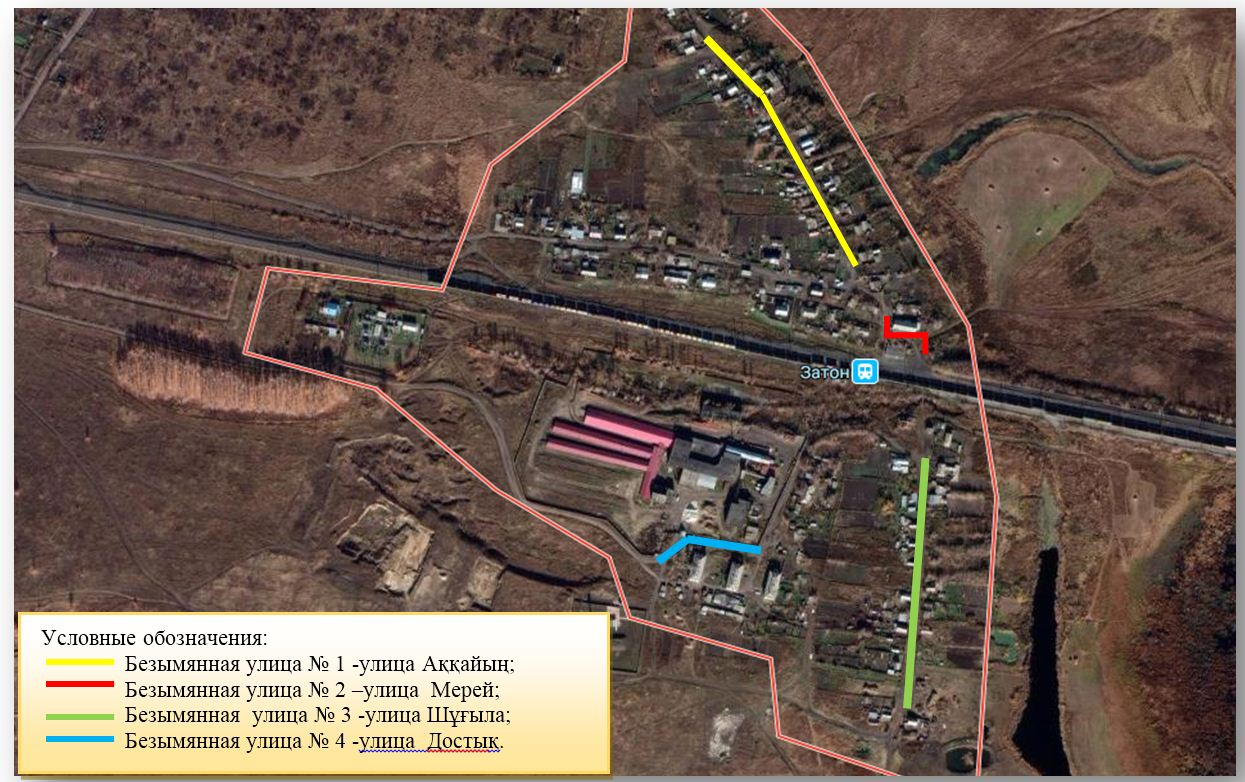 Затон
Условные обозначения:
Безымянная улица № 1 -улица Аққайың;
Безымянная улица № 2 –улица Мерей;
Безымянная улица № 3 -улица Шұғыла;
Безымянная улица № 4 -улица Достық.